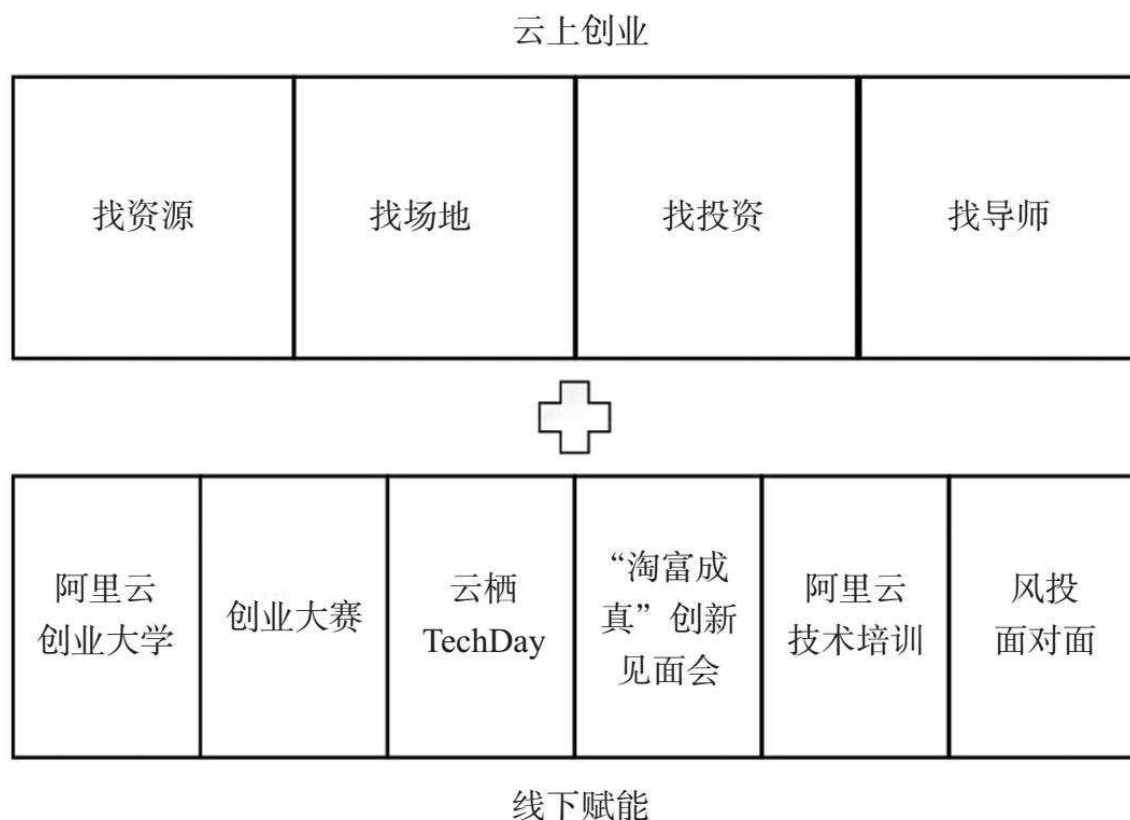 云上创业
找资源
找场地
找投资
找导师
阿里云
创业大学
创业大赛
云栖
TechDay
“淘富成
真”创新
见面会
阿里云
技术培训
风投
面对面
线下赋能